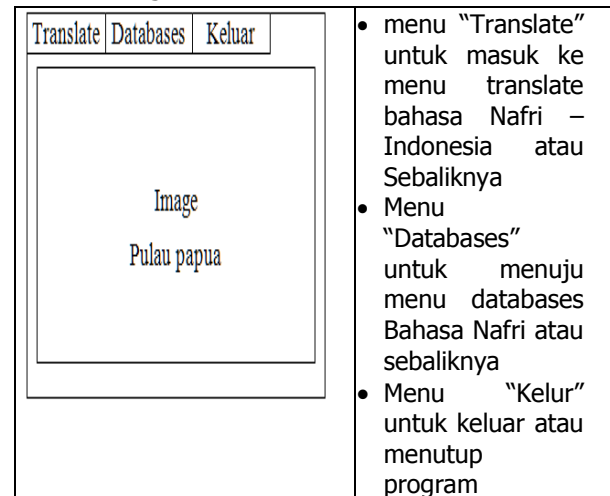 Translate Databases Keluar
Image
Pulau papua
• menu “Translate”
untuk masuk ke
menu translate
bahasa Nafri –
Indonesia atau
Sebaliknya
• Menu
“Databases”
untuk menuju
menu databases
Bahasa Nafri atau
sebaliknya
• Menu “Kelur”
untuk keluar atau
menutup
program